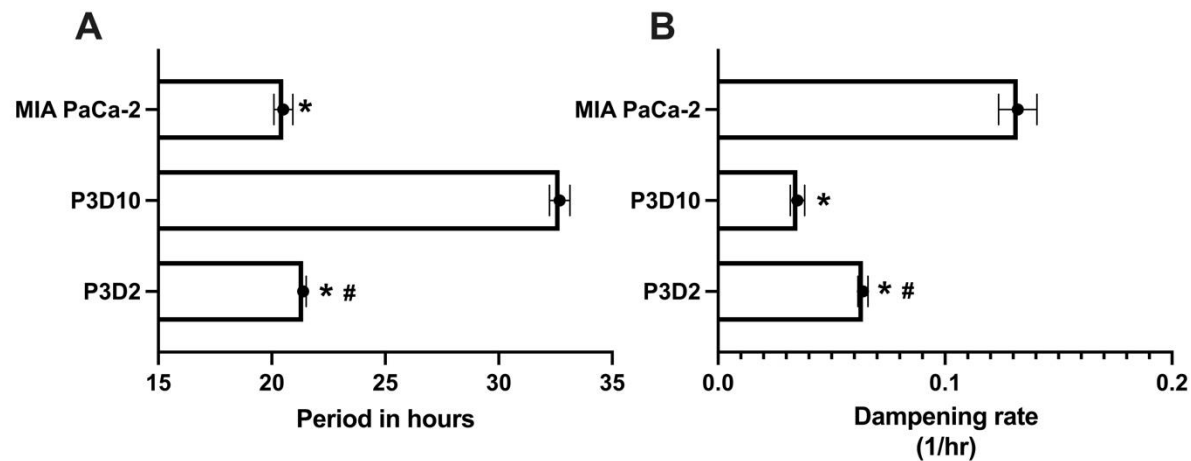 A
MIA PaCa-2
*
P3D10
P3D2
* #
15 20 25 30 35
Period in hours
B
MIA PaCa-2
P3D10
*
P3D2
* #
0.0 0.1 0.2
Dampening rate
(1/hr)